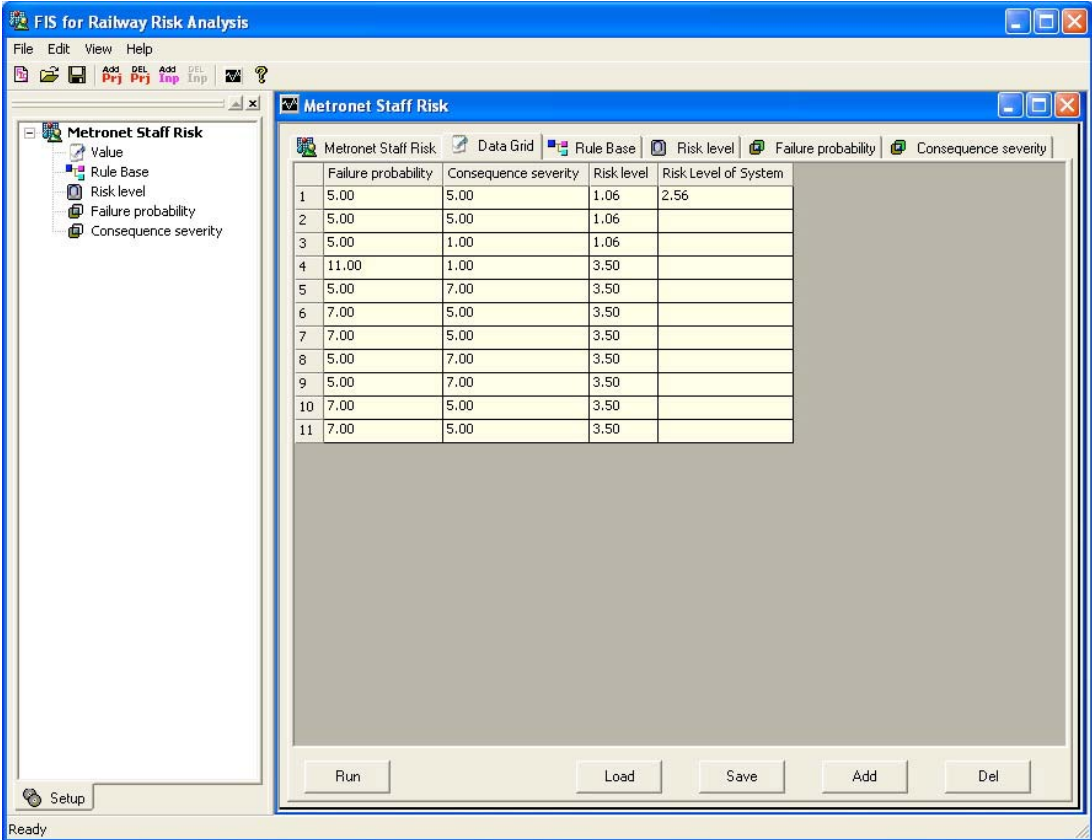 FIS for Railway Risk Analysis
File Edit View Help
Add Prj DEL Prj Add Inp DEL Inp
Metronet Staff Risk
Value
Rule Base
Risk level
Failure probability
Consequence severity
Setup
Metronet Staff Risk
Metronet Staff Risk Data Grid Rule Base Risk level Failure probability Consequence severity
Failure probability Consequence severity Risk level Risk Level of System
1 5.00 5.00 1.06 2.56
2 5.00 5.00 1.06
3 5.00 1.00 1.06
4 11.00 1.00 3.50
5 5.00 7.00 3.50
6 7.00 5.00 3.50
7 7.00 5.00 3.50
8 5.00 7.00 3.50
9 5.00 7.00 3.50
10 7.00 5.00 3.50
11 7.00 5.00 3.50
Run Load Save Add Del
Ready